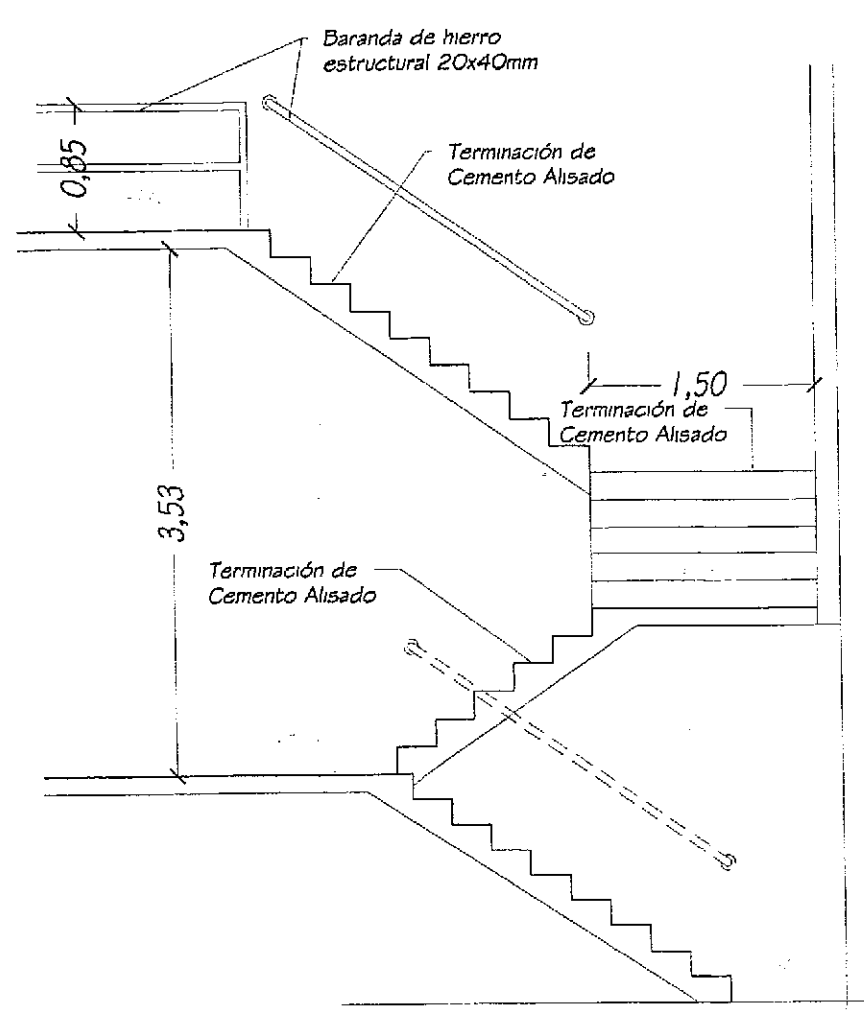 Baranda de hierro
estructural 20x40mm
0,85
Terminación de
Cemento Alisado
1,50
Terminación de
Cemento Alisado
3,53
Terminación de
Cemento Alisado